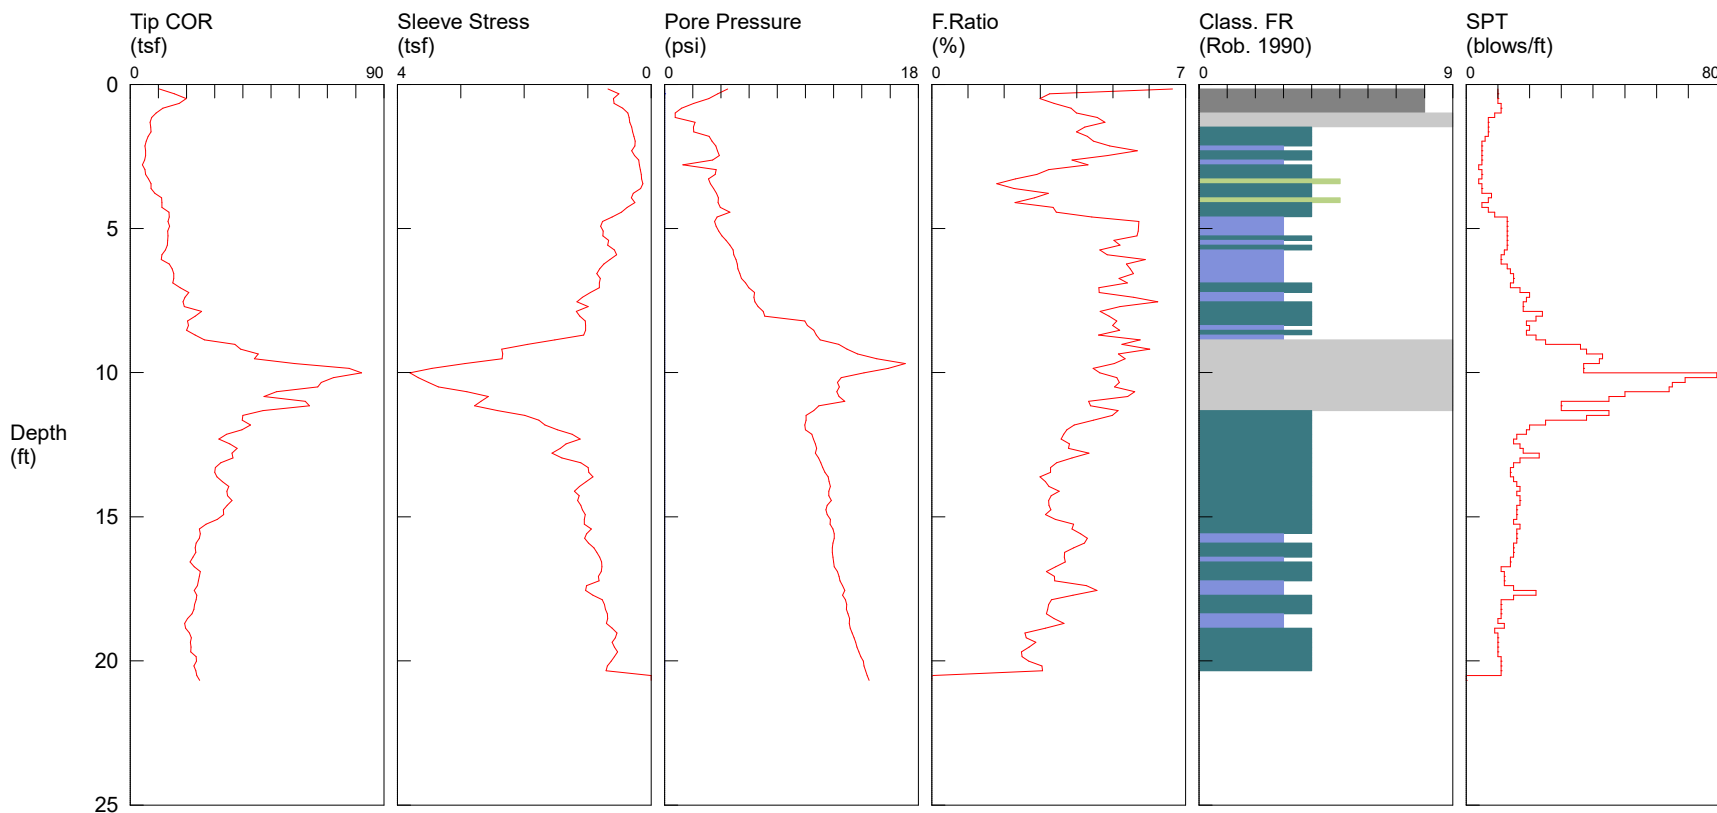 Tip COR
(tsf)
Sleeve Stress
(tsf)
Pore Pressure
(psi)
F.Ratio
(%)
Class. FR
(Rob. 1990)
SPT
(blows/ft)
0 90
4 0
0 18
0 7
0 9
0 80
0
5
10
Depth
(ft)
15
20
25